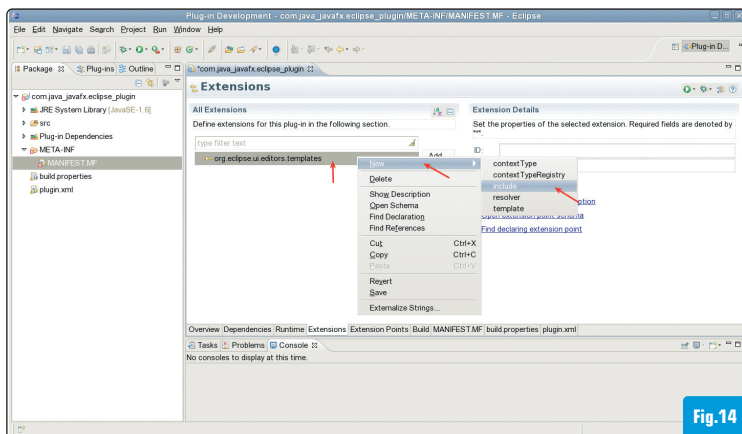 Plug-in Development - com.java_javafx.eclipse_plugin/META-INF/MANIFEST.MF - Eclipse
File Edit Navigate Search Project Run Window Help
Plug-in D...
Package Plug-ins Outline
com.java_javafx.eclipse_plugin
JRE System Library [JavaSE-1.6]
src
Plug-in Dependencies
META-INF
MANIFEST.MF
build.properties
plugin.xml
*com.java_javafx.eclipse_plugin
Extensions
All Extensions
Define extensions for this plug-in in the following section.
type filter text
org.eclipse.ui.editors.templates
Add...
Extension Details
Set the properties of the selected extension. Required fields are denoted by
"*".
ID:
New
Delete
Show Description
Open Schema
Find Declaration
Find References
Cut Ctrl+X
Copy Ctrl+C
Paste Ctrl+V
Revert
Save
Externalize Strings...
contextType
contextTypeRegistry
include
resolver
template
ption
Open extension point schema
Find declaring extension point
Overview Dependencies Runtime Extensions Extension Points Build MANIFEST.MF build.properties plugin.xml
Tasks Problems Console
No consoles to display at this time.
Fig.14